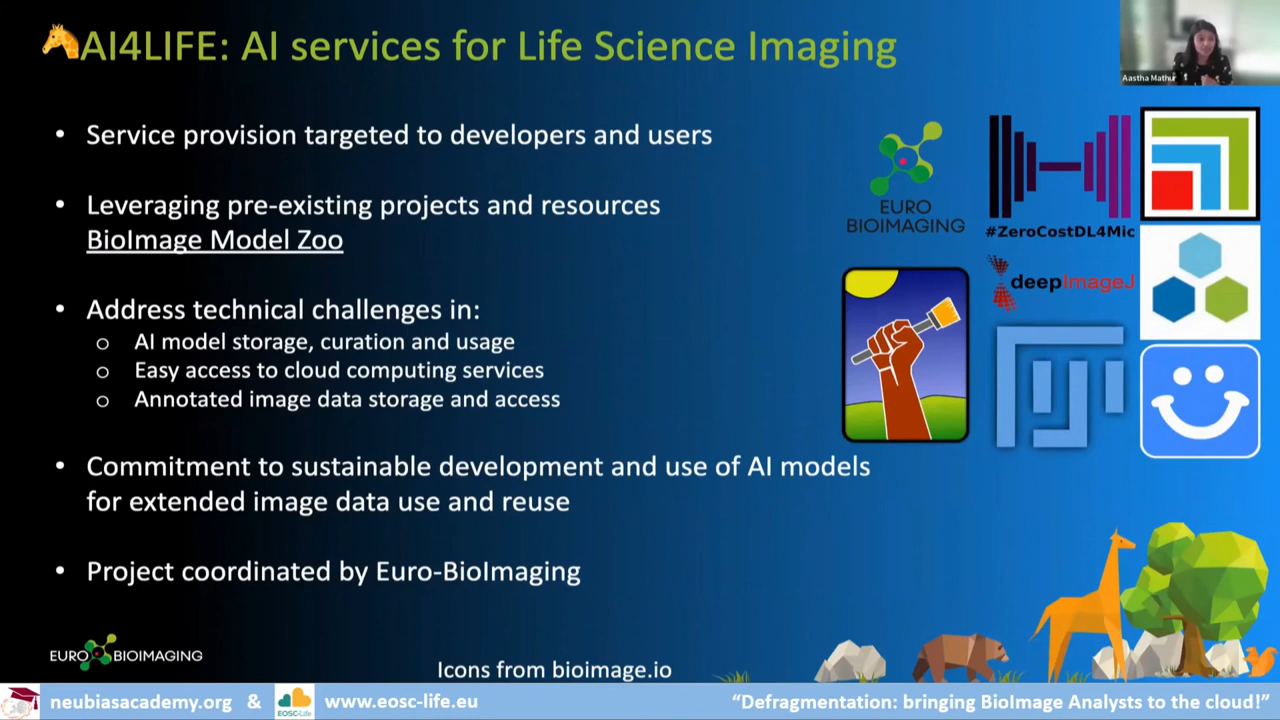 AI4LIFE: AI services for Life Science Imaging
Aastha Mathur
• Service provision targeted to developers and users
• Leveraging pre-existing projects and resources
BioImage Model Zoo
• Address technical challenges in:
o AI model storage, curation and usage
o Easy access to cloud computing services
o Annotated image data storage and access
• Commitment to sustainable development and use of AI models
for extended image data use and reuse
• Project coordinated by Euro-BioImaging
EURO
BIOIMAGING
#ZeroCostDL4Mic
deepImageJ
EURO BIOIMAGING
Icons from bioimage.io
neubiasacademy.org & EOSC-Life www.eosc-life.eu “Defragmentation: bringing BioImage Analysts to the cloud!”